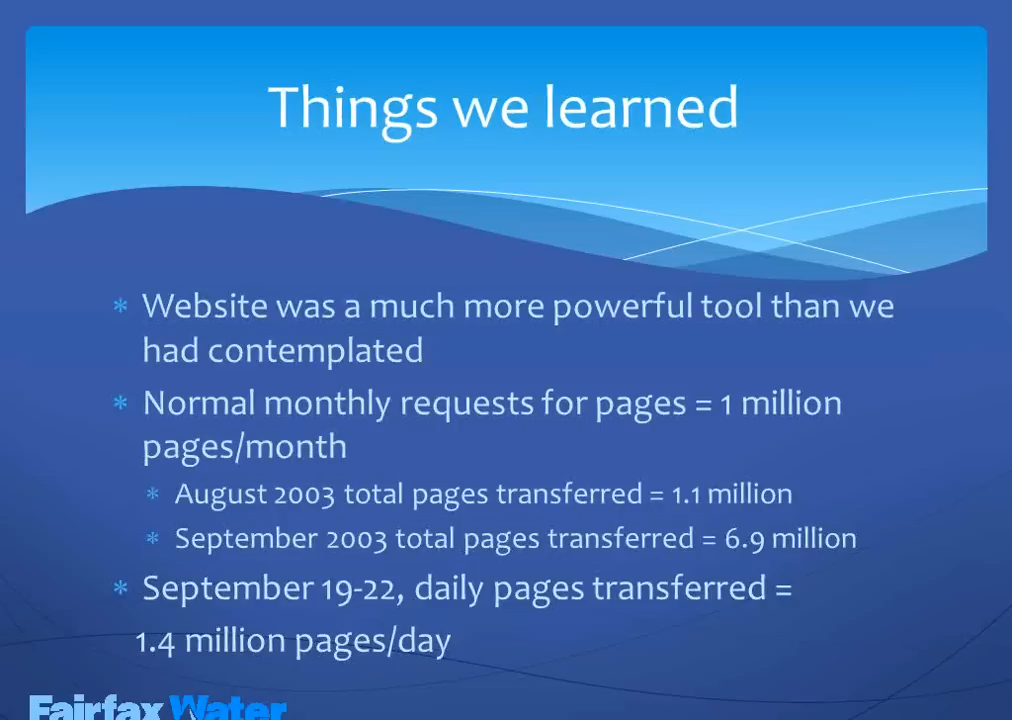 Things we learned
* Website was a much more powerful tool than we
had contemplated
* Normal monthly requests for pages = 1 million
pages/month
* August 2003 total pages transferred = 1.1 million
* September 2003 total pages transferred = 6.9 million
* September 19-22, daily pages transferred =
1.4 million pages/day
Fairfax Water